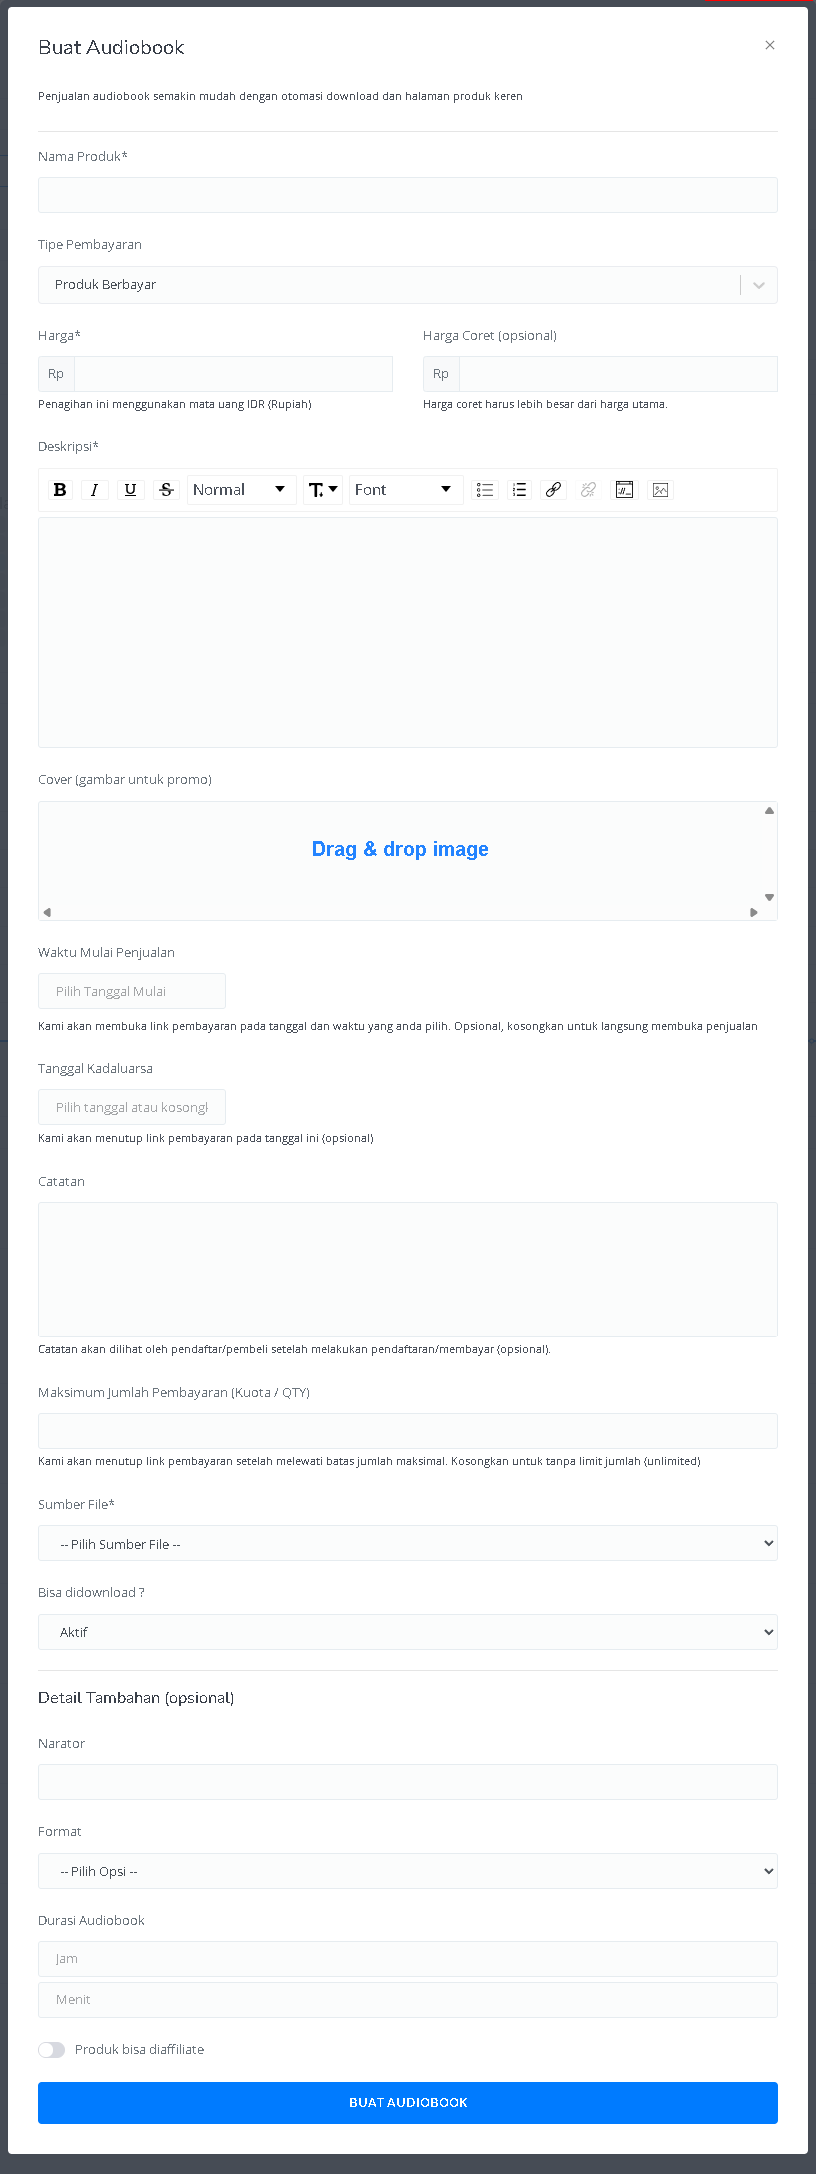 Buat Audiobook
×
Penjualan audiobook semakin mudah dengan otomasi download dan halaman produk keren
Nama Produk*
Tipe Pembayaran
Produk Berbayar
Harga*
Harga Coret (opsional)
Rp
Rp
Penagihan ini menggunakan mata uang IDR (Rupiah)
Harga coret harus lebih besar dari harga utama.
Deskripsi*
B I U S Normal T Font
Cover (gambar untuk promo)
Drag & drop image
Waktu Mulai Penjualan
Pilih Tanggal Mulai
Kami akan membuka link pembayaran pada tanggal dan waktu yang anda pilih. Opsional, kosongkan untuk langsung membuka penjualan
Tanggal Kadaluarsa
Pilih tanggal atau kosongk
Kami akan menutup link pembayaran pada tanggal ini (opsional)
Catatan
Catatan akan dilihat oleh pendaftar/pembeli setelah melakukan pendaftaran/membayar (opsional).
Maksimum Jumlah Pembayaran (Kuota / QTY)
Kami akan menutup link pembayaran setelah melewati batas jumlah maksimal. Kosongkan untuk tanpa limit jumlah (unlimited)
Sumber File*
-- Pilih Sumber File --
Bisa didownload ?
Aktif
Detail Tambahan (opsional)
Narator
Format
-- Pilih Opsi --
Durasi Audiobook
Jam
Menit
Produk bisa diaffiliate
BUAT AUDIOBOOK